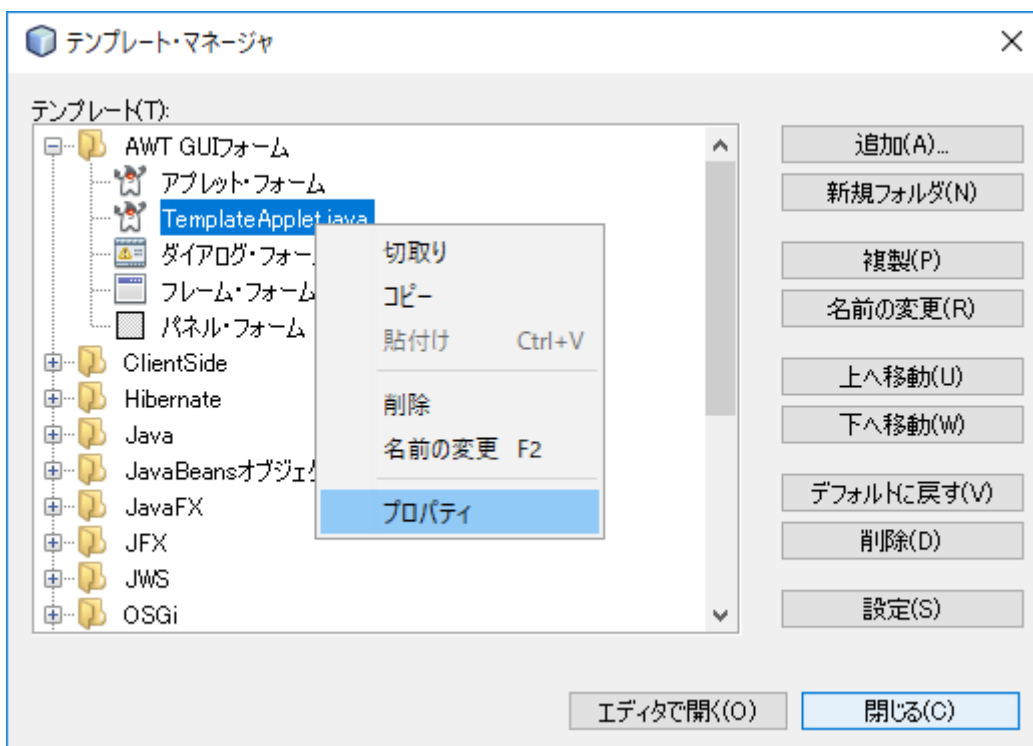 テンプレート・マネージャ
テンプレート(T):
AWT GUIフォーム
アプレット・フォーム
TemplateApplet.java
ダイアログ・フォー
フレーム・フォーム
パネル・フォーム
ClientSide
Hibernate
Java
JavaBeansオブジェク
JavaFX
JFX
JWS
OSGi
切取り
コピー
貼付け Ctrl+V
削除
名前の変更 F2
プロパティ
追加(A)...
新規フォルダ(N)
複製(P)
名前の変更(R)
上へ移動(U)
下へ移動(W)
デフォルトに戻す(V)
削除(D)
設定(S)
エディタで開く(O)
閉じる(C)